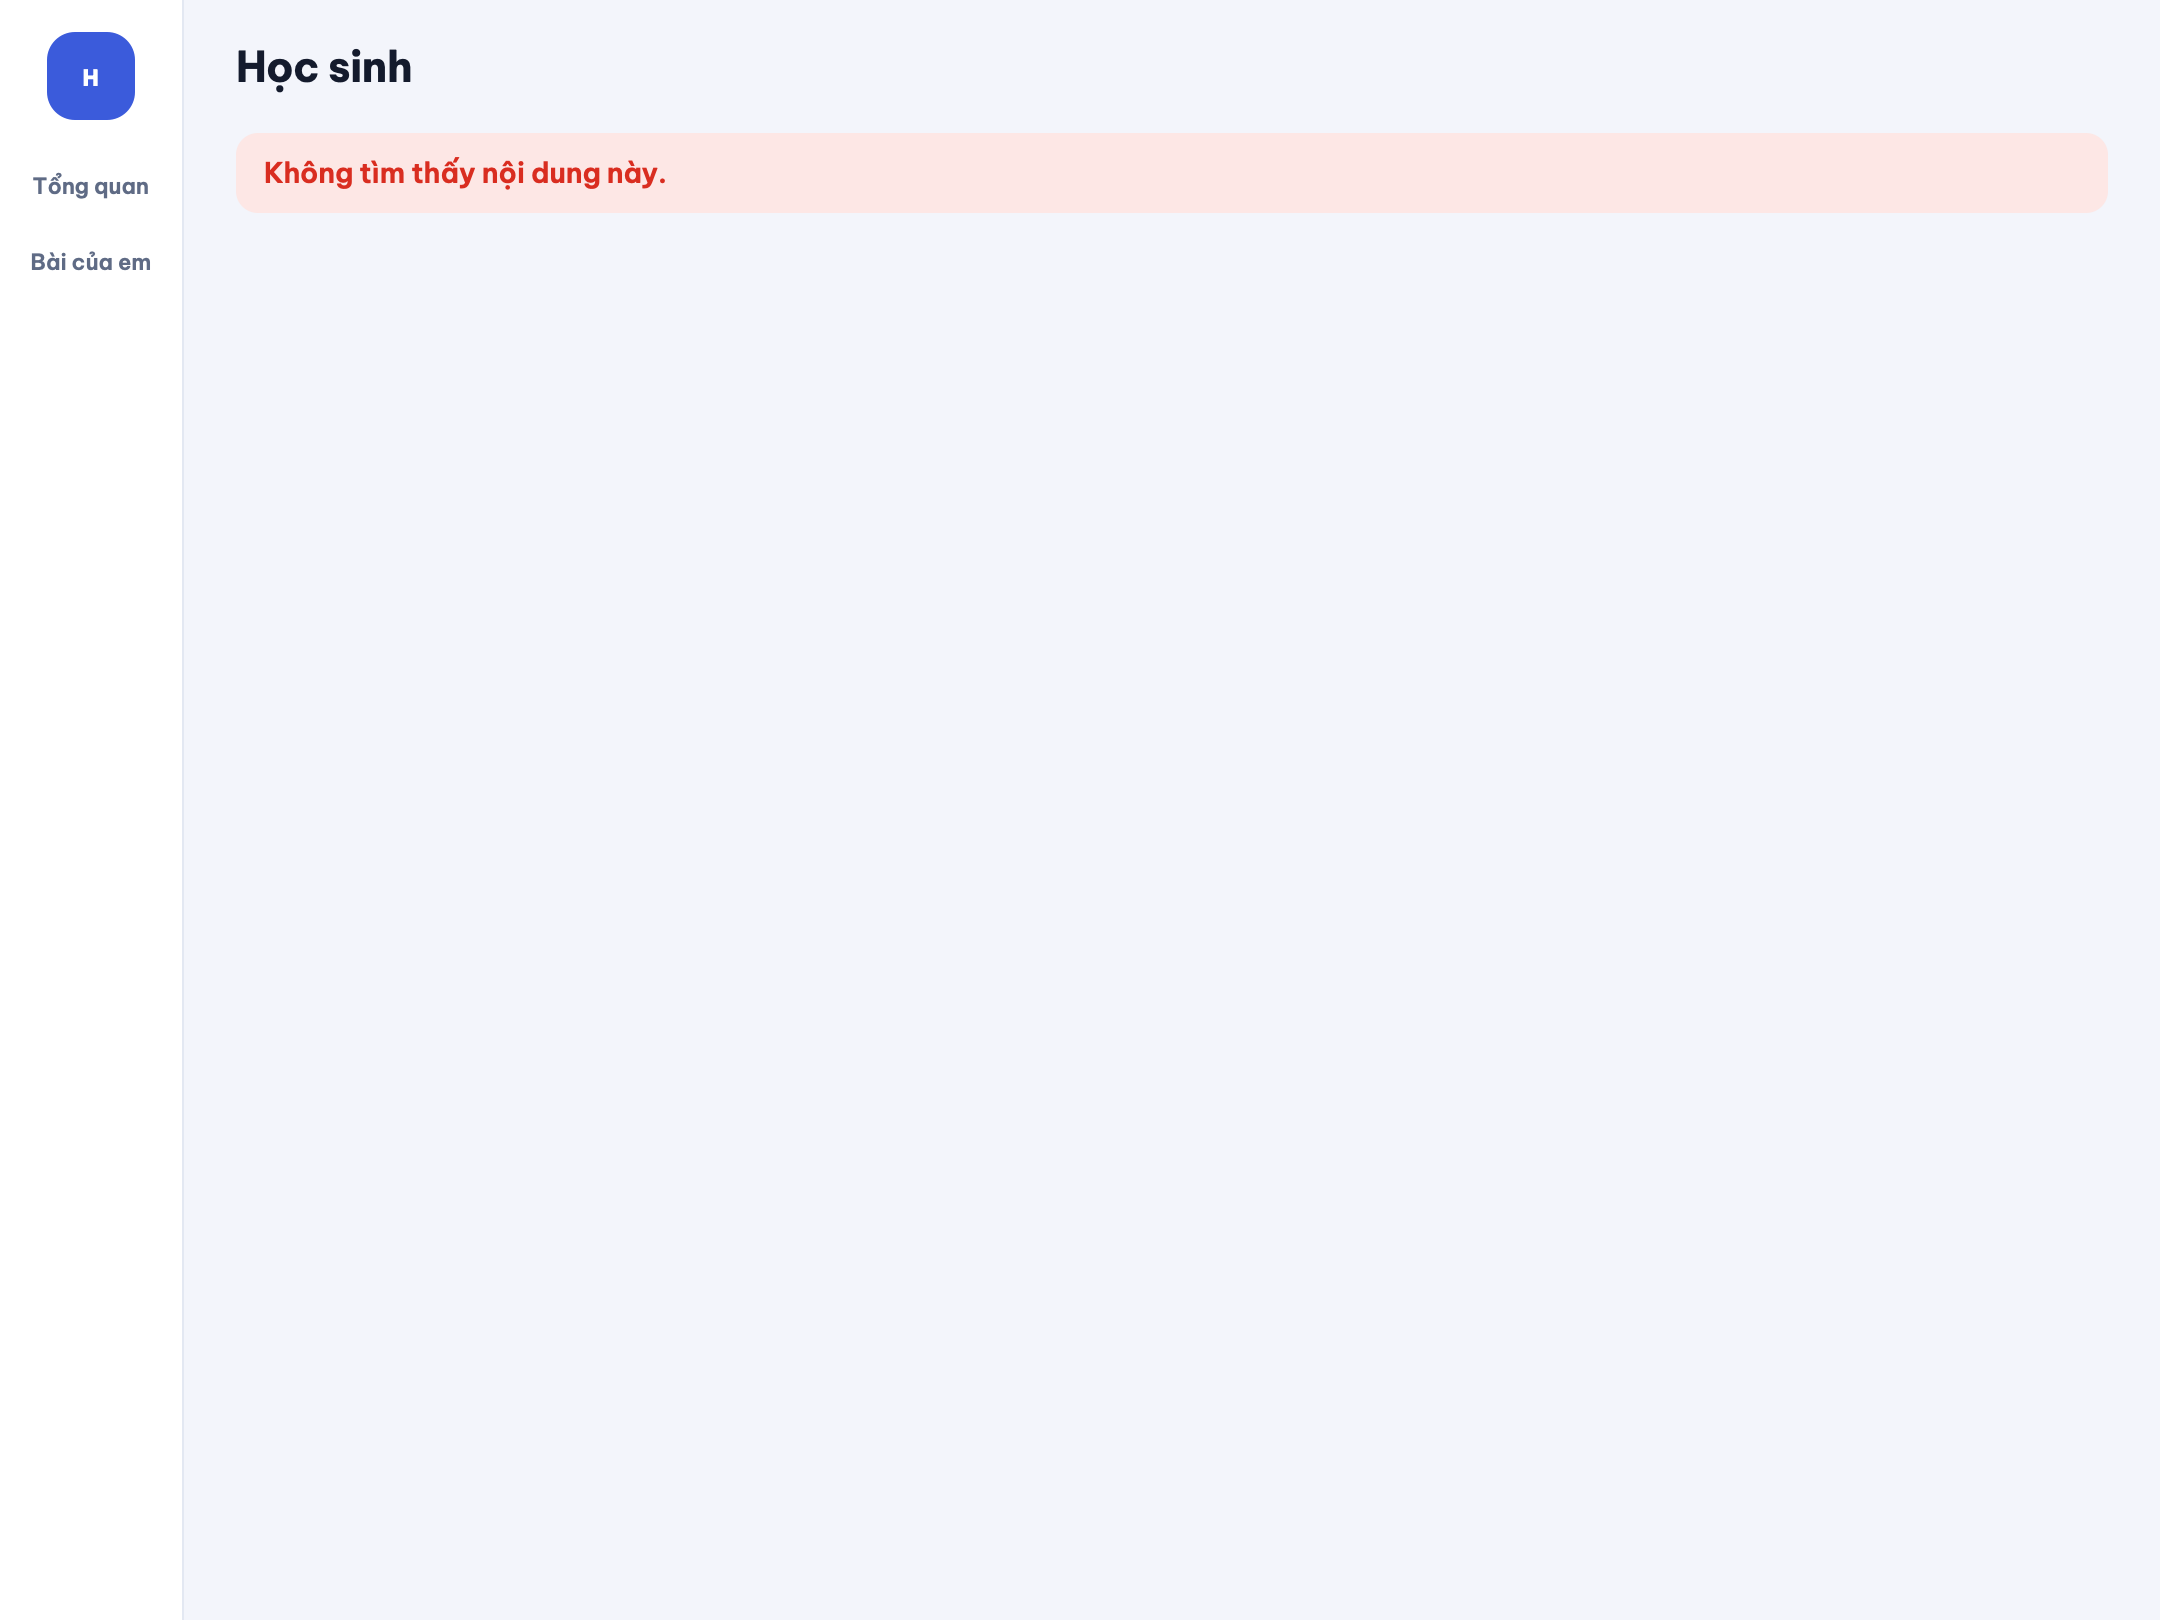 H
Tổng quan
Bài của em
Học sinh
Không tìm thấy nội dung này.